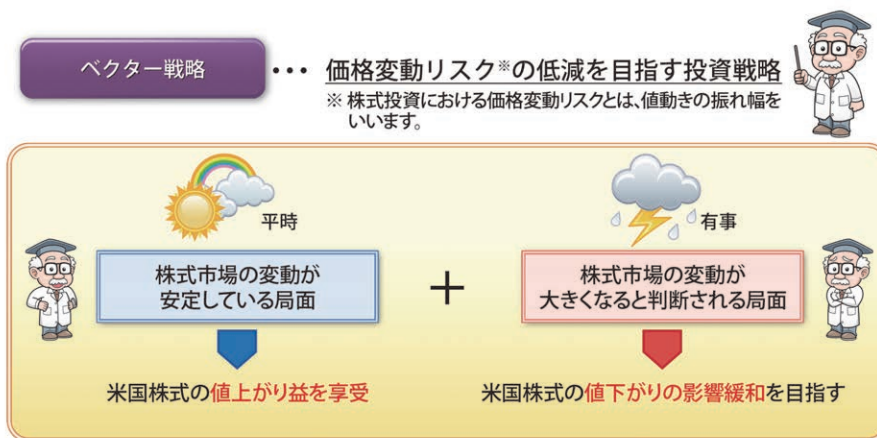 ベクター戦略 ••• 価格変動リスク※の低減を目指す投資戦略
※ 株式投資における価格変動リスクとは、値動きの振れ幅を
いいます。
平時
株式市場の変動が
安定している局面
米国株式の値上がり益を享受
+
有事
株式市場の変動が
大きくなると判断される局面
米国株式の値下がりの影響緩和を目指す